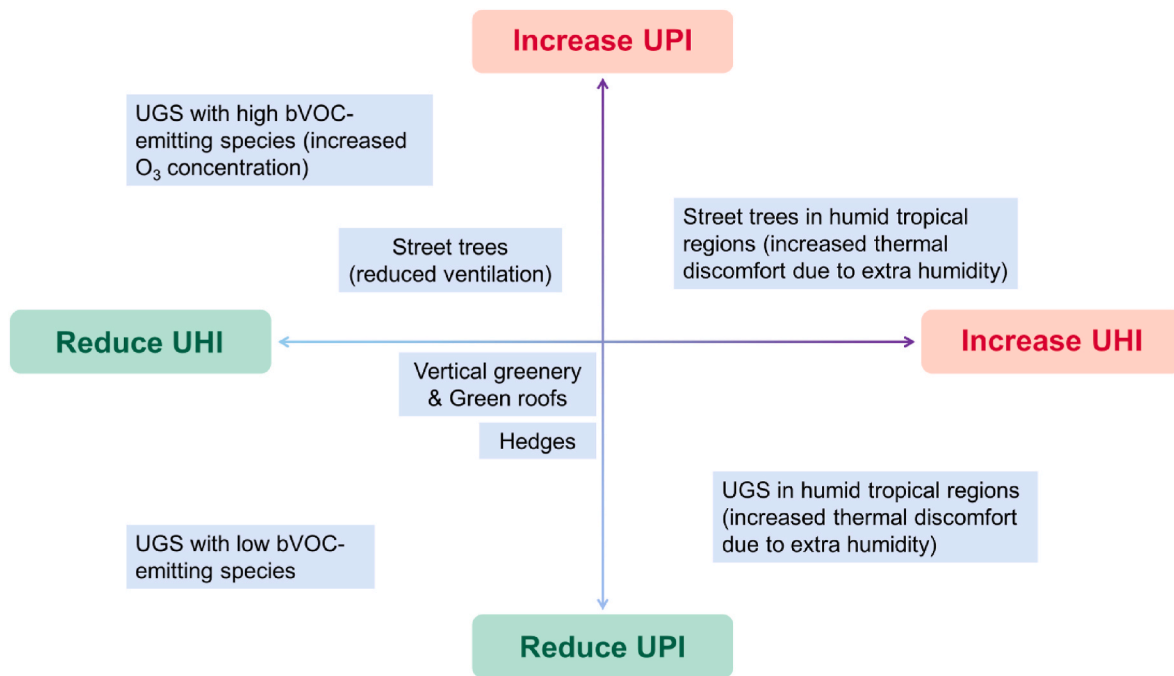 Increase UPI
UGS with high bVOC-
emitting species (increased
O₃ concentration)
Street trees in humid tropical
regions (increased thermal
discomfort due to extra humidity)
Street trees
(reduced ventilation)
Reduce UHI
Increase UHI
Vertical greenery
& Green roofs
Hedges
UGS in humid tropical regions
(increased thermal discomfort
due to extra humidity)
UGS with low bVOC-
emitting species
Reduce UPI